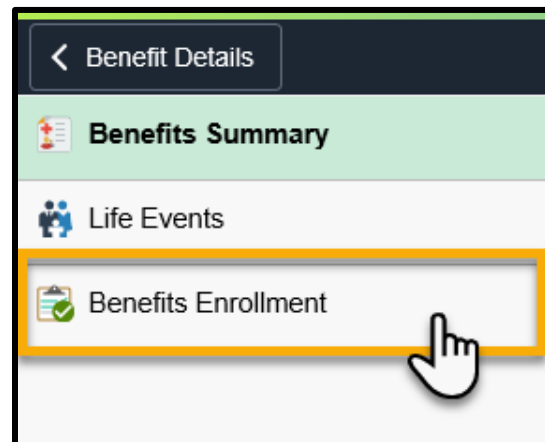 Benefit Details
Benefits Summary
Life Events
Benefits Enrollment